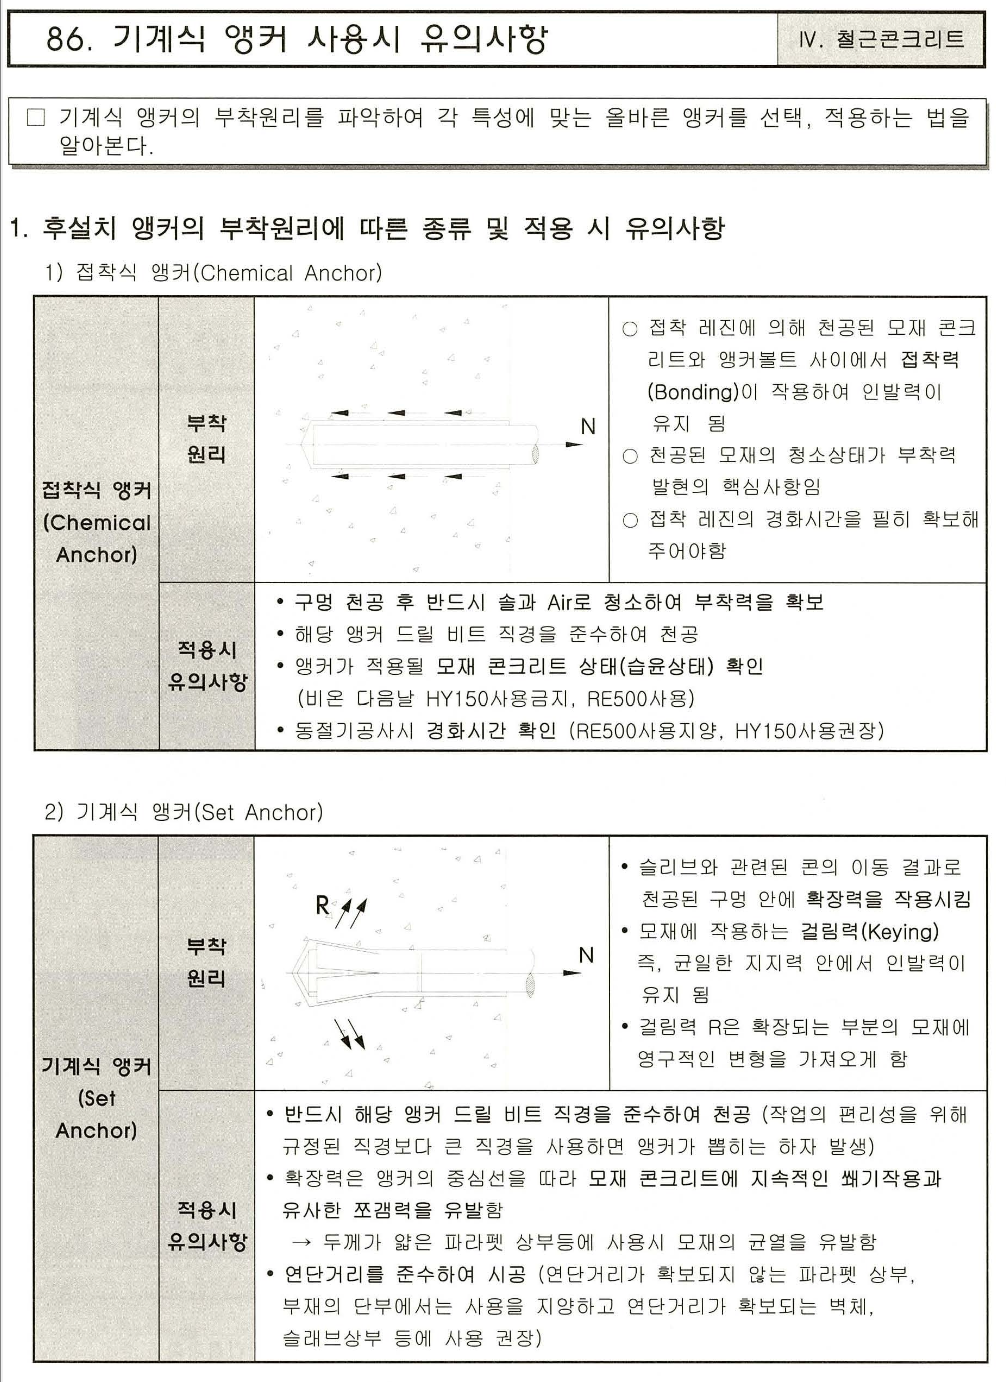 86. 기계식 앵커 사용시 유의사항
Ⅳ. 철근콘크리트
□ 기계식 앵커의 부착원리를 파악하여 각 특성에 맞는 올바른 앵커를 선택, 적용하는 법을
알아본다.
1. 후설치 앵커의 부착원리에 따른 종류 및 적용 시 유의사항
1) 접착식 앵커(Chemical Anchor)
접착식 앵커
(Chemical
Anchor)
부착
원리
N
○ 접착 레진에 의해 천공된 모재 콘크
리트와 앵커볼트 사이에서 접착력
(Bonding)이 작용하여 인발력이
유지 됨
○ 천공된 모재의 청소상태가 부착력
발현의 핵심사항임
○ 접착 레진의 경화시간을 필히 확보해
주어야함
적용시
유의사항
• 구멍 천공 후 반드시 솔과 Air로 청소하여 부착력을 확보
• 해당 앵커 드릴 비트 직경을 준수하여 천공
• 앵커가 적용될 모재 콘크리트 상태(습윤상태) 확인
(비온 다음날 HY150사용금지, RE500사용)
• 동절기공사시 경화시간 확인 (RE500사용지양, HY150사용권장)
2) 기계식 앵커(Set Anchor)
기계식 앵커
(Set
Anchor)
부착
원리
R
N
• 슬리브와 관련된 콘의 이동 결과로
천공된 구멍 안에 확장력을 작용시킴
• 모재에 작용하는 걸림력(Keying)
즉, 균일한 지지력 안에서 인발력이
유지 됨
• 걸림력 R은 확장되는 부분의 모재에
영구적인 변형을 가져오게 함
적용시
유의사항
• 반드시 해당 앵커 드릴 비트 직경을 준수하여 천공 (작업의 편리성을 위해
규정된 직경보다 큰 직경을 사용하면 앵커가 뽑히는 하자 발생)
• 확장력은 앵커의 중심선을 따라 모재 콘크리트에 지속적인 쐐기작용과
유사한 쪼갬력을 유발함
→ 두께가 얇은 파라펫 상부등에 사용시 모재의 균열을 유발함
• 연단거리를 준수하여 시공 (연단거리가 확보되지 않는 파라펫 상부,
부재의 단부에서는 사용을 지양하고 연단거리가 확보되는 벽체,
슬래브상부 등에 사용 권장)